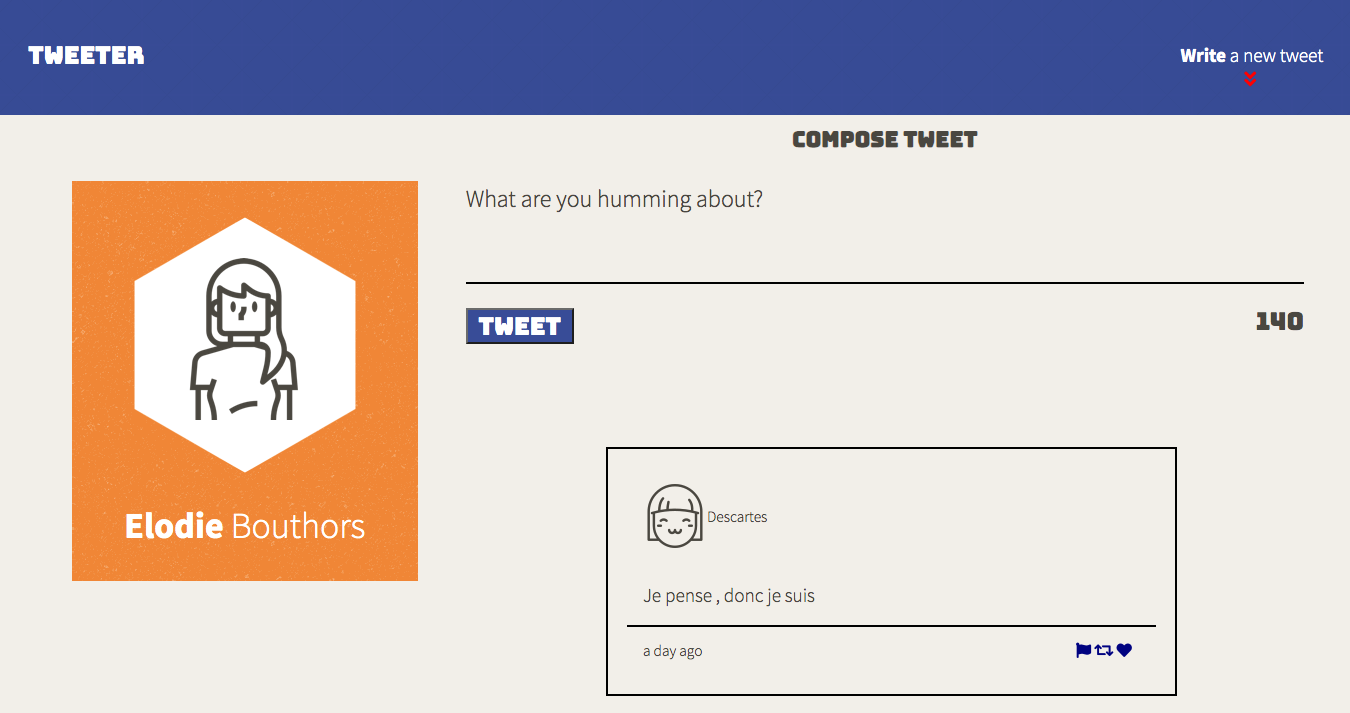 TWEETER
Write a new tweet
COMPOSE TWEET
What are you humming about?
TWEET
140
Elodie Bouthors
Descartes
Je pense , donc je suis
a day ago